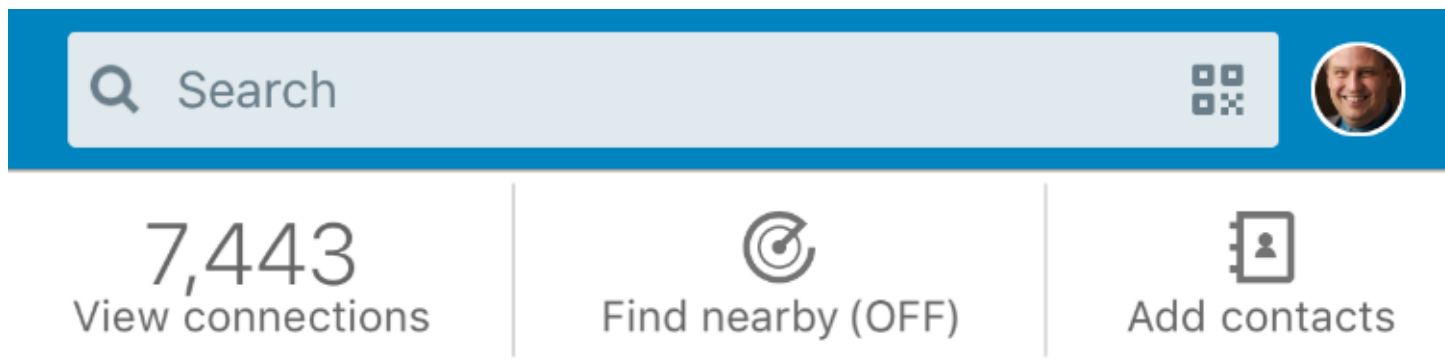 Search
7,443
View connections
Find nearby (OFF)
Add contacts